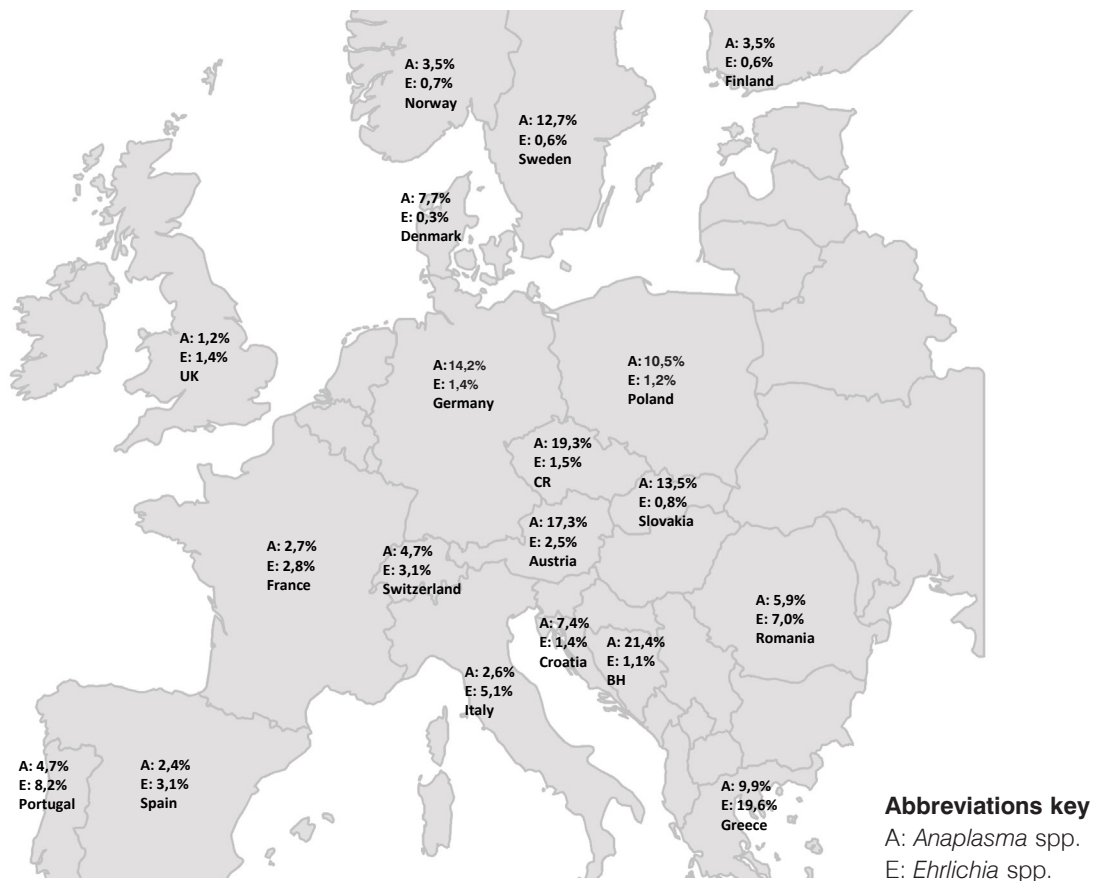 A: 3,5%
E: 0,6%
Finland
A: 3,5%
E: 0,7%
Norway
A: 12,7%
E: 0,6%
Sweden
A: 7,7%
E: 0,3%
Denmark
A: 1,2%
E: 1,4%
UK
A:14,2%
E: 1,4%
Germany
A: 10,5%
E: 1,2%
Poland
A: 19,3%
E: 1,5%
CR
A: 13,5%
E: 0,8%
Slovakia
A: 17,3%
E: 2,5%
Austria
A: 2,7%
E: 2,8%
France
A: 4,7%
E: 3,1%
Switzerland
A: 5,9%
E: 7,0%
Romania
A: 7,4%
E: 1,4%
Croatia
A: 21,4%
E: 1,1%
BH
A: 2,6%
E: 5,1%
Italy
A: 4,7%
E: 8,2%
Portugal
A: 2,4%
E: 3,1%
Spain
A: 9,9%
E: 19,6%
Greece
Abbreviations key
A: Anaplasma spp.
E: Ehrlichia spp.